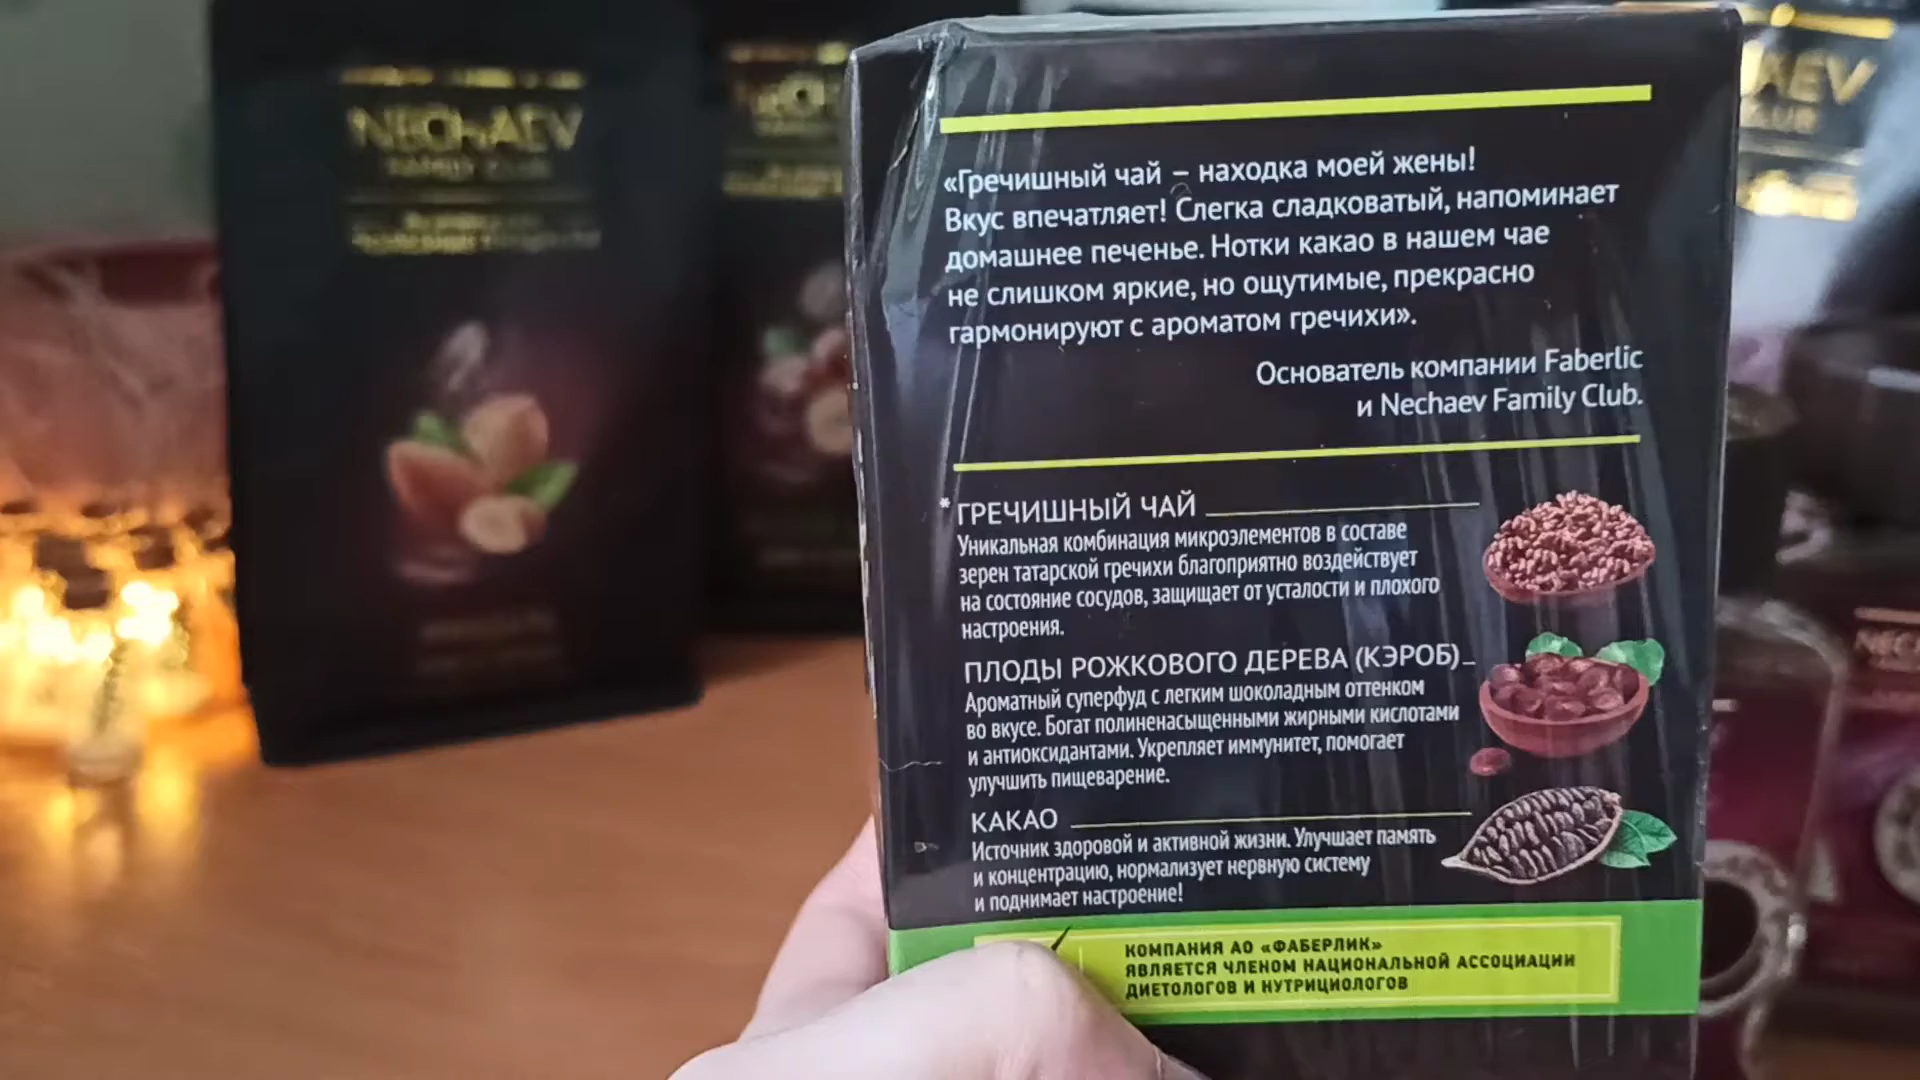 NECHAEV
FAMILY CLUB
«Гречишный чай – находка моей жены!
Вкус впечатляет! Слегка сладковатый, напоминает
домашнее печенье. Нотки какао в нашем чае
не слишком яркие, но ощутимые, прекрасно
гармонируют с ароматом гречихи».
Основатель компании Faberlic
и Nechaev Family Club.
* ГРЕЧИШНЫЙ ЧАЙ
Уникальная комбинация микроэлементов в составе
зерен татарской гречихи благоприятно воздействует
на состояние сосудов, защищает от усталости и плохого
настроения.
ПЛОДЫ РОЖКОВОГО ДЕРЕВА (КЭРОБ)
Ароматный суперфуд с легким шоколадным оттенком
во вкусе. Богат полиненасыщенными жирными кислотами
и антиоксидантами. Укрепляет иммунитет, помогает
улучшить пищеварение.
КАКАО
Источник здоровой и активной жизни. Улучшает память
и концентрацию, нормализует нервную систему
и поднимает настроение!
КОМПАНИЯ АО «ФАБЕРЛИК»
ЯВЛЯЕТСЯ ЧЛЕНОМ НАЦИОНАЛЬНОЙ АССОЦИАЦИИ
ДИЕТОЛОГОВ И НУТРИЦИОЛОГОВ